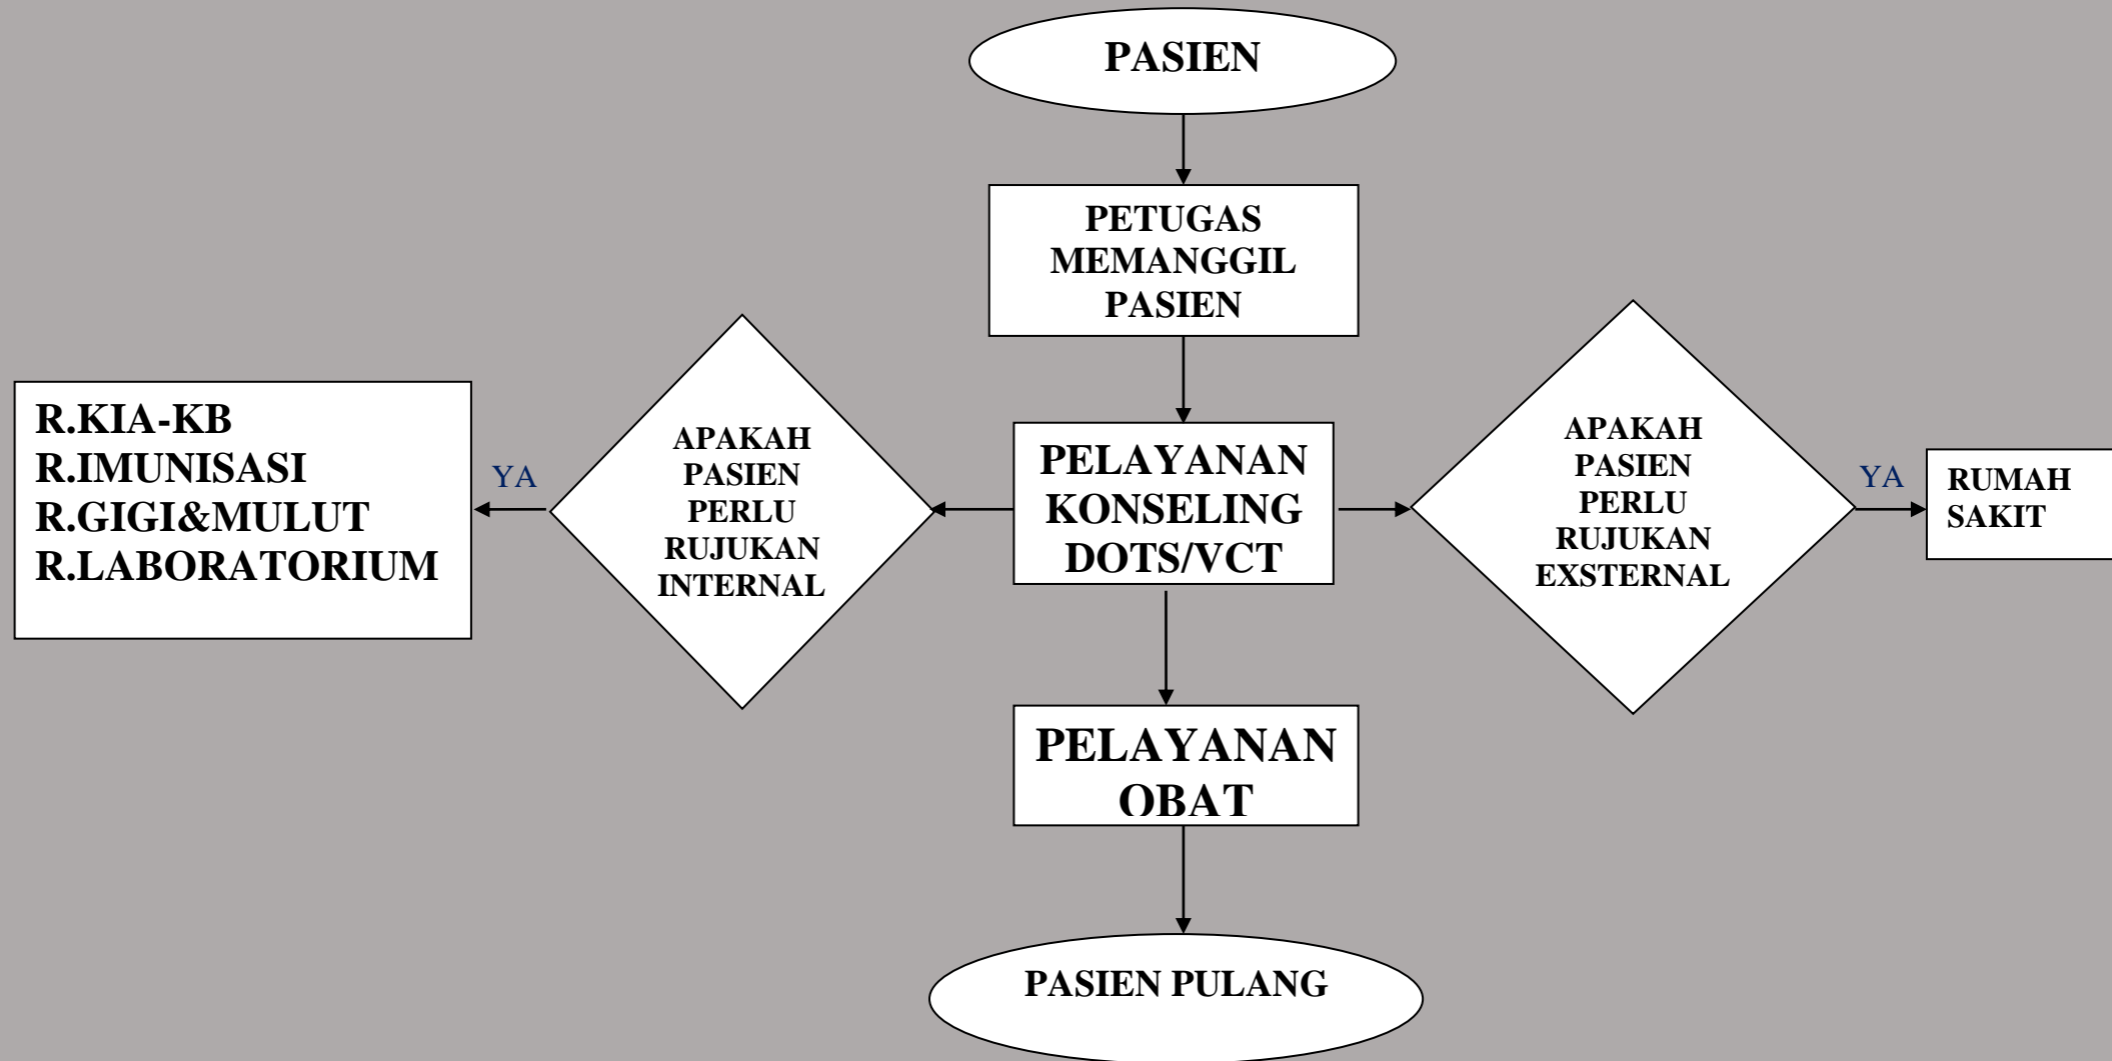 PASIEN
PETUGAS
MEMANGGIL
PASIEN
R.KIA-KB
R.IMUNISASI
R.GIGI&MULUT
R.LABORATORIUM
YA
APAKAH
PASIEN
PERLU
RUJUKAN
INTERNAL
PELAYANAN
KONSELING
DOTS/VCT
APAKAH
PASIEN
PERLU
RUJUKAN
EXSTERNAL
YA
RUMAH
SAKIT
PELAYANAN
OBAT
PASIEN PULANG